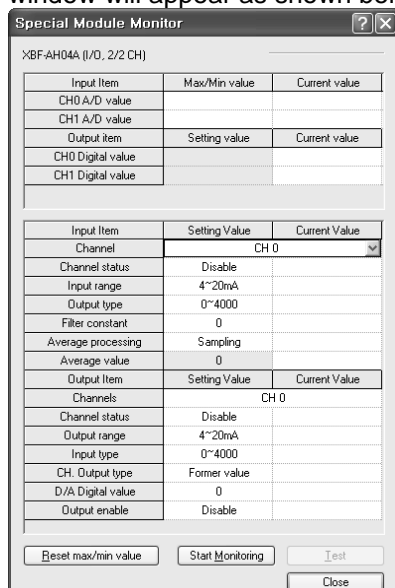 window will appear as shown bel
Special Module Monitor
XBF-AH04A (I/O, 2/2 CH)
Input Item Max/Min value Current value
CH0 A/D value
CH1 A/D value
Output item Setting value Current value
CH0 Digital value
CH1 Digital value
Input Item Setting Value Current Value
Channel CH 0
Channel status Disable
Input range 4~20mA
Output type 0~4000
Filter constant 0
Average processing Sampling
Average value 0
Output Item Setting Value Current Value
Channels CH 0
Channel status Disable
Output range 4~20mA
Input type 0~4000
CH. Output type Former value
D/A Digital value 0
Output enable Disable
Reset max/min value Start Monitoring Test
Close